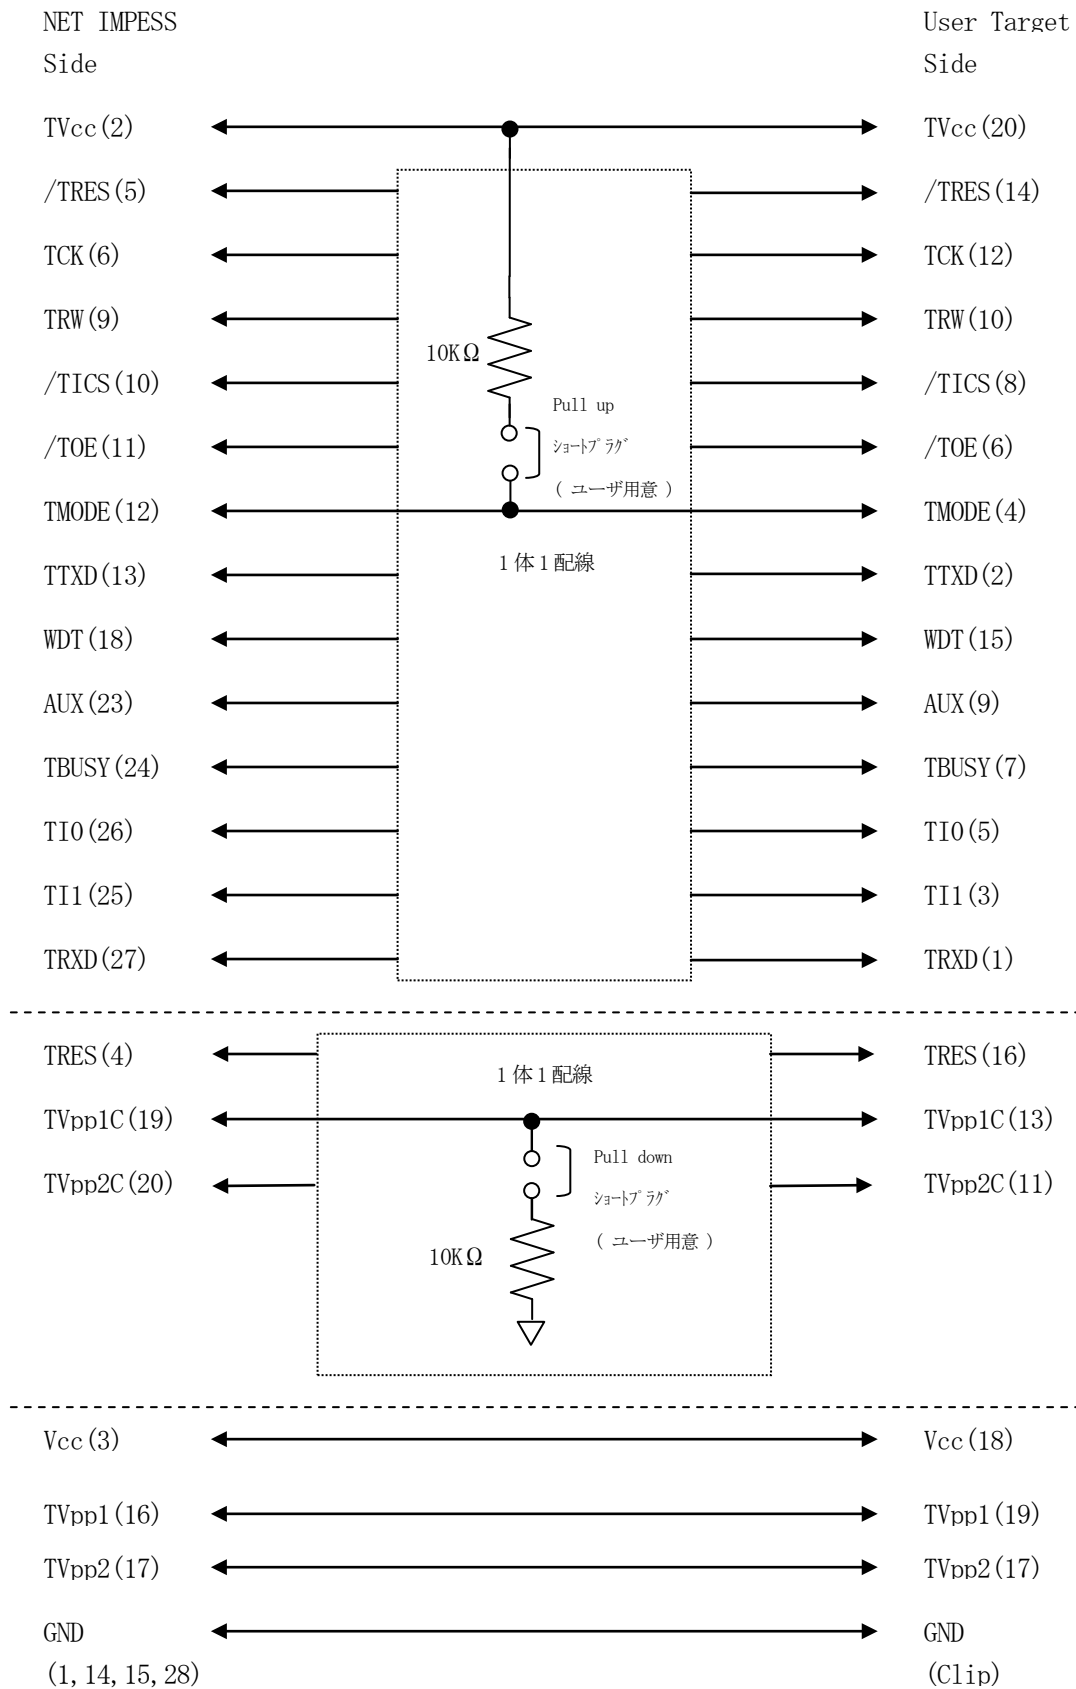 NET IMPESS User Target
Side Side
TVcc(2) TVcc(20)
/TRES(5) /TRES(14)
TCK(6) TCK(12)
TRW(9) TRW(10)
10KΩ
/TICS(10) /TICS(8)
Pull up
/TOE(11) ショートプラグ /TOE(6)
(ユーザ用意)
TMODE(12) TMODE(4)
1体1配線
TTXD(13) TTXD(2)
WDT(18) WDT(15)
AUX(23) AUX(9)
TBUSY(24) TBUSY(7)
TI0(26) TI0(5)
TI1(25) TI1(3)
TRXD(27) TRXD(1)
TRES(4) TRES(16)
1体1配線
TVpp1C(19) TVpp1C(13)
Pull down
TVpp2C(20) TVpp2C(11)
ショートプラグ
(ユーザ用意)
10KΩ
Vcc(3) Vcc(18)
TVpp1(16) TVpp1(19)
TVpp2(17) TVpp2(17)
GND GND
(1,14,15,28) (Clip)